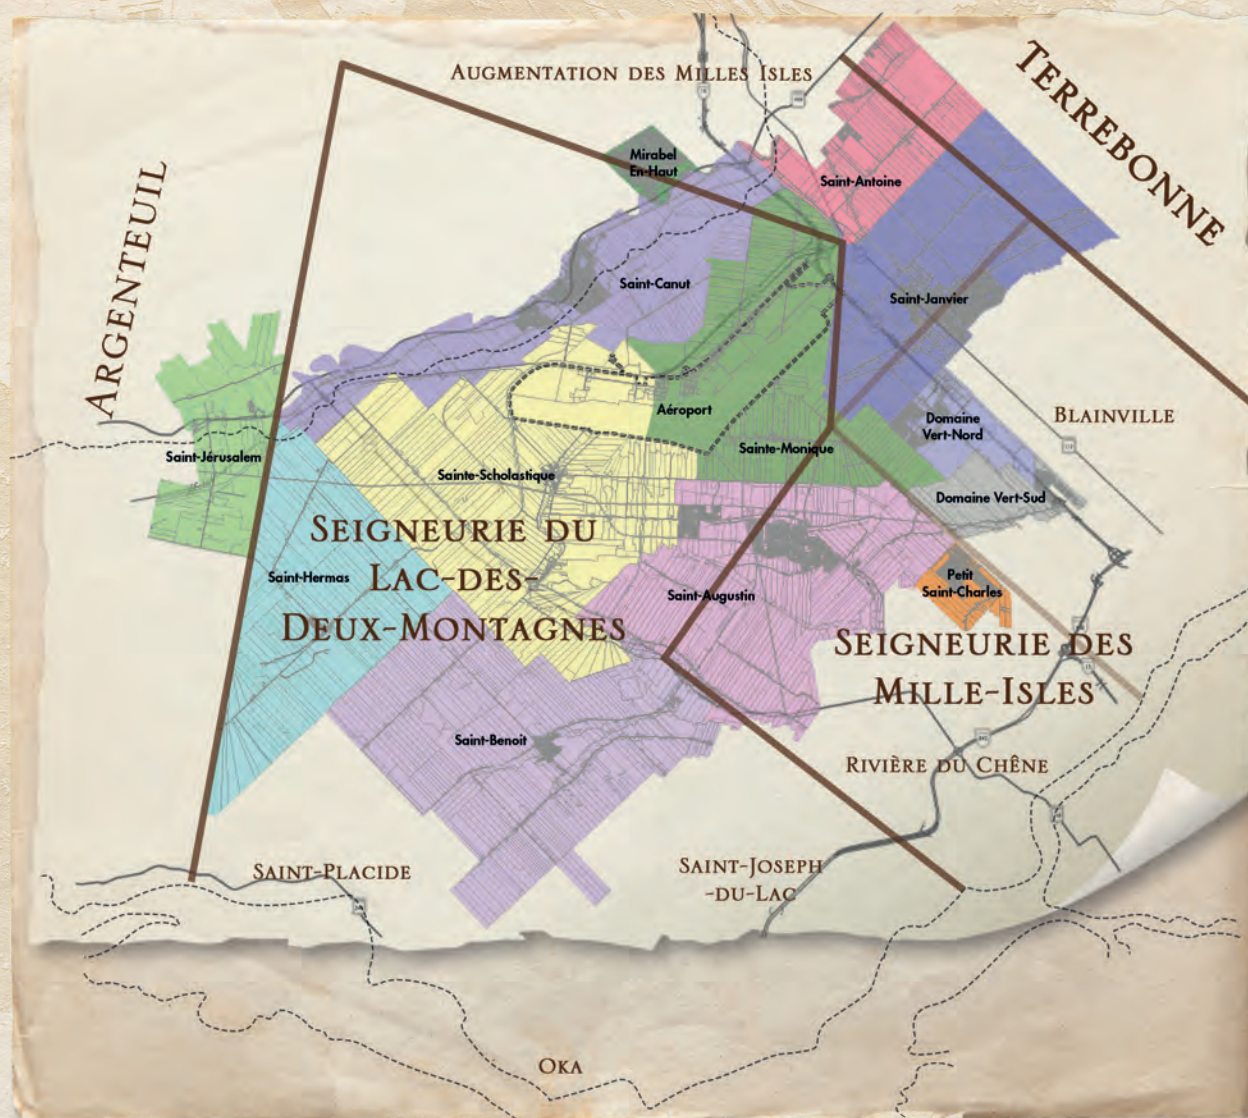 Augmentation des Milles Isles
Terrebonne
Argenteuil
Mirabel
En-Haut
Saint-Antoine
Saint-Canut
Saint-Janvier
Aéroport
Blainville
Domaine
Vert-Nord
Sainte-Monique
Saint-Jérusalem
Sainte-Scholastique
Domaine Vert-Sud
Seigneurie du
Lac-des-
Deux-Montagnes
Saint-Hermas
Petit
Saint-Charles
Saint-Augustin
Seigneurie des
Mille-Isles
Saint-Benoit
Rivière du Chêne
Saint-Placide
Saint-Joseph
-du-Lac
Oka